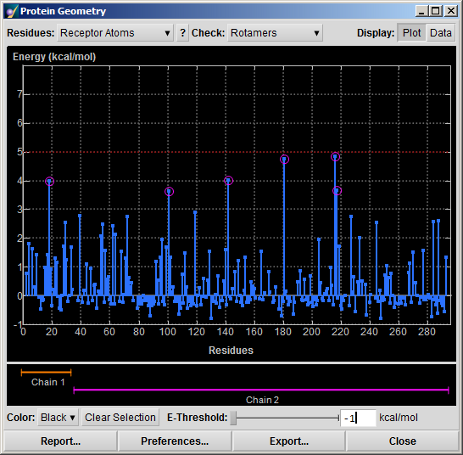 Protein Geometry
Residues: Receptor Atoms ? Check: Rotamers Display: Plot Data
Energy (kcal/mol)
7
6
5
4
3
2
1
0
-1
0 20 40 60 80 100 120 140 160 180 200 220 240 260 280
Residues
Chain 1
Chain 2
Color: Black Clear Selection E-Threshold: -1 kcal/mol
Report... Preferences... Export... Close